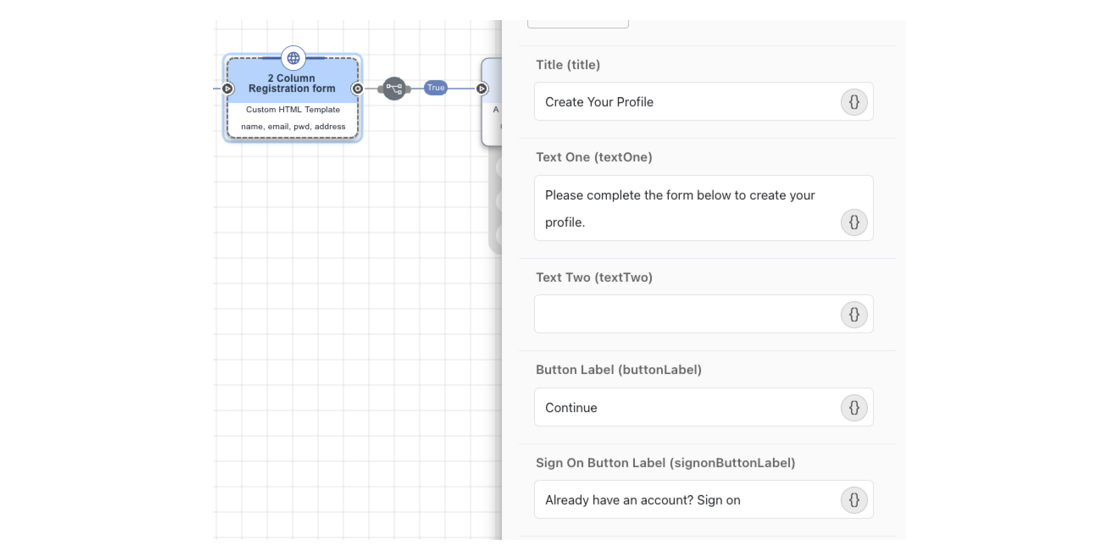 2 Column
Registration form
Custom HTML Template
name, email, pwd, address
True
A
Title (title)
Create Your Profile
{}
Text One (textOne)
Please complete the form below to create your
profile.
{}
Text Two (textTwo)
{}
Button Label (buttonLabel)
Continue
{}
Sign On Button Label (signonButtonLabel)
Already have an account? Sign on
{}